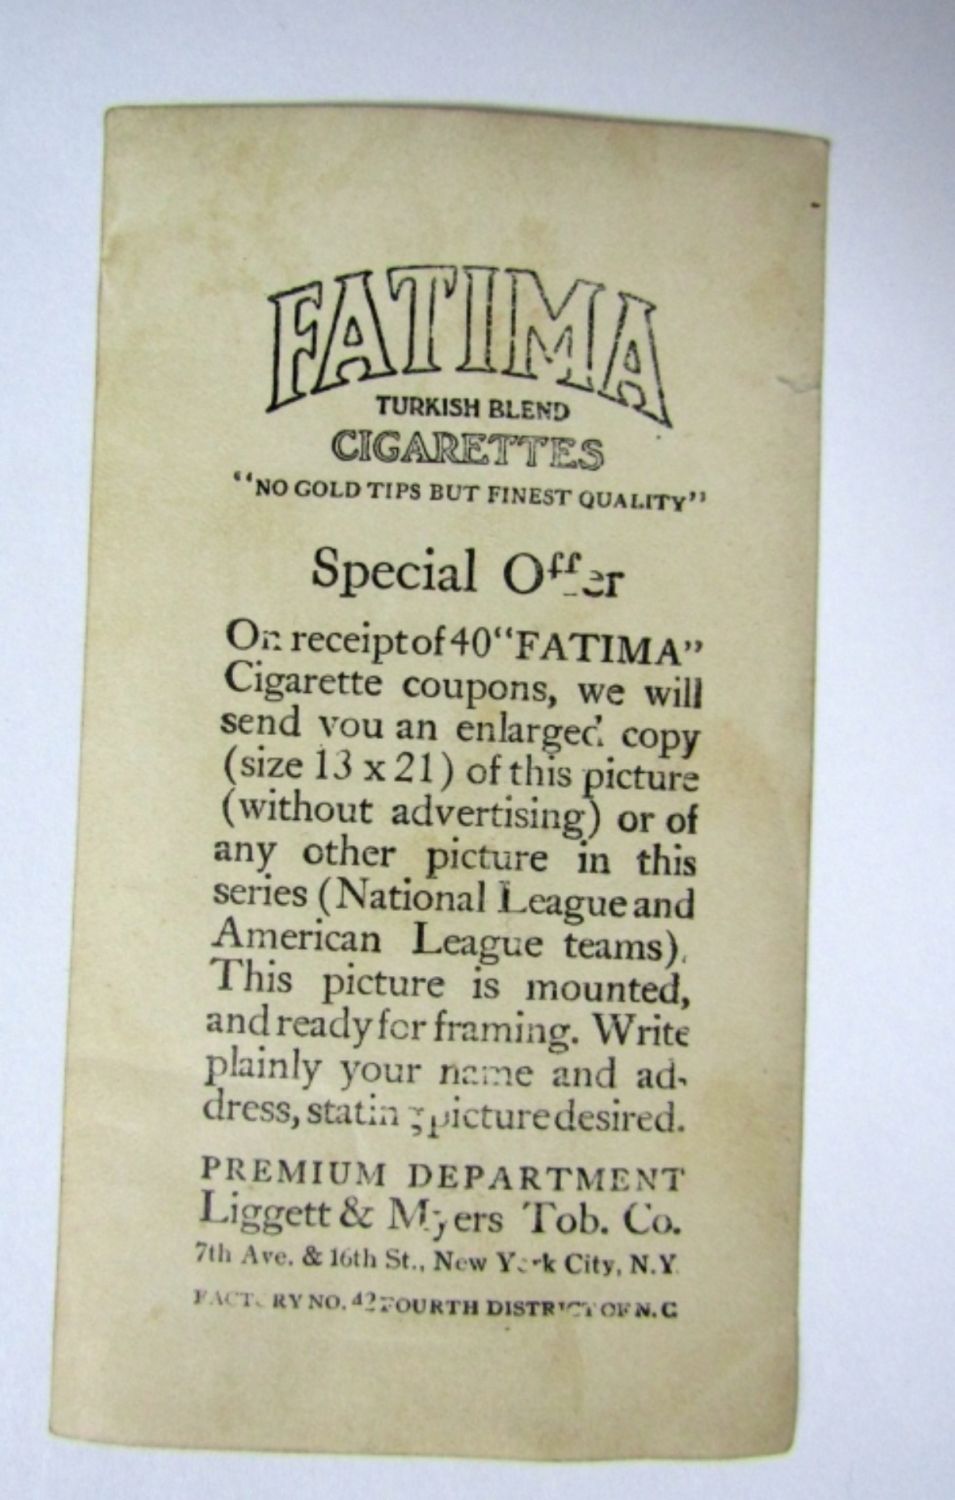 FATIMA
TURKISH BLEND
CIGARETTES
"NO GOLD TIPS BUT FINEST QUALITY"
Special Offer
On receipt of 40 "FATIMA"
Cigarette coupons, we will
send you an enlarged copy
(size 13 x 21) of this picture
(without advertising) or of
any other picture in this
series (National League and
American League teams).
This picture is mounted,
and ready for framing. Write
plainly your name and ad-
dress, stating picture desired.
PREMIUM DEPARTMENT
Liggett & Myers Tob. Co.
7th Ave. & 16th St., New York City, N.Y.
FACTORY NO. 42 FOURTH DISTRICT OF N.C